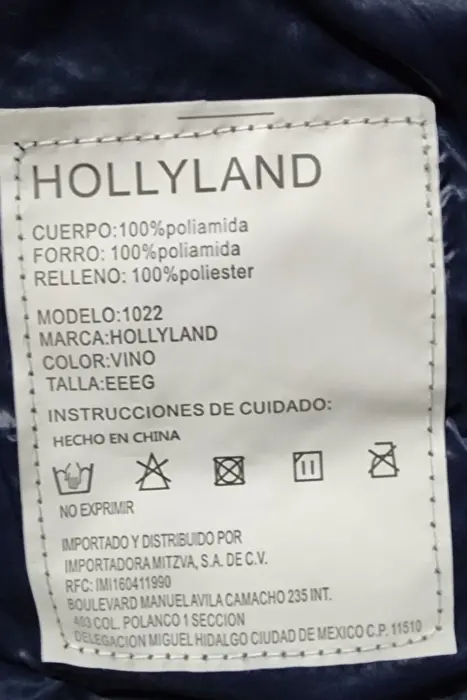 HOLLYLAND
CUERPO:100%poliamida
FORRO: 100%poliamida
RELLENO: 100%poliester
MODELO:1022
MARCA:HOLLYLAND
COLOR:VINO
TALLA:EEEG
INSTRUCCIONES DE CUIDADO:
HECHO EN CHINA
NO EXPRIMIR
IMPORTADO Y DISTRIBUIDO POR
IMPORTADORA MITZVA, S.A. DE C.V.
RFC: IMI160411990
BOULEVARD MANUEL AVILA CAMACHO 235 INT.
403 COL. POLANCO 1 SECCION
DELEGACION MIGUEL HIDALGO CIUDAD DE MEXICO C.P. 11510